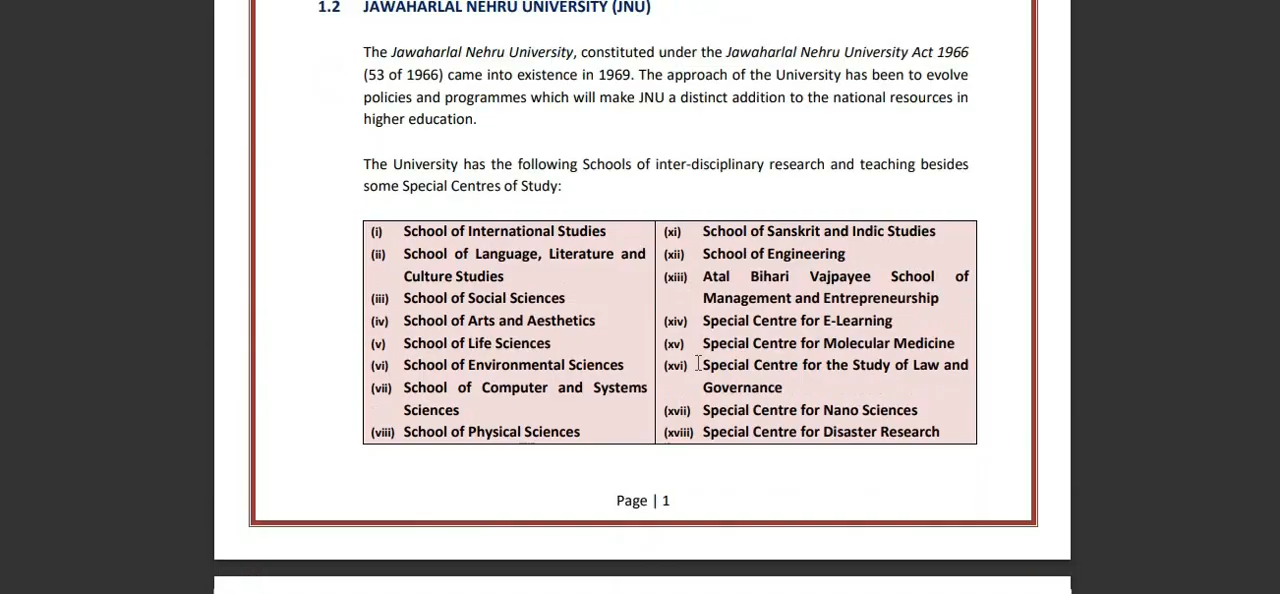 1.2 JAWAHARLAL NEHRU UNIVERSITY (JNU)
The Jawaharlal Nehru University, constituted under the Jawaharlal Nehru University Act 1966
(53 of 1966) came into existence in 1969. The approach of the University has been to evolve
policies and programmes which will make JNU a distinct addition to the national resources in
higher education.
The University has the following Schools of inter-disciplinary research and teaching besides
some Special Centres of Study:
(i) School of International Studies
(ii) School of Language, Literature and
Culture Studies
(iii) School of Social Sciences
(iv) School of Arts and Aesthetics
(v) School of Life Sciences
(vi) School of Environmental Sciences
(vii) School of Computer and Systems
Sciences
(viii) School of Physical Sciences
(xi) School of Sanskrit and Indic Studies
(xii) School of Engineering
(xiii) Atal Bihari Vajpayee School of
Management and Entrepreneurship
(xiv) Special Centre for E-Learning
(xv) Special Centre for Molecular Medicine
(xvi) Special Centre for the Study of Law and
Governance
(xvii) Special Centre for Nano Sciences
(xviii) Special Centre for Disaster Research
Page | 1